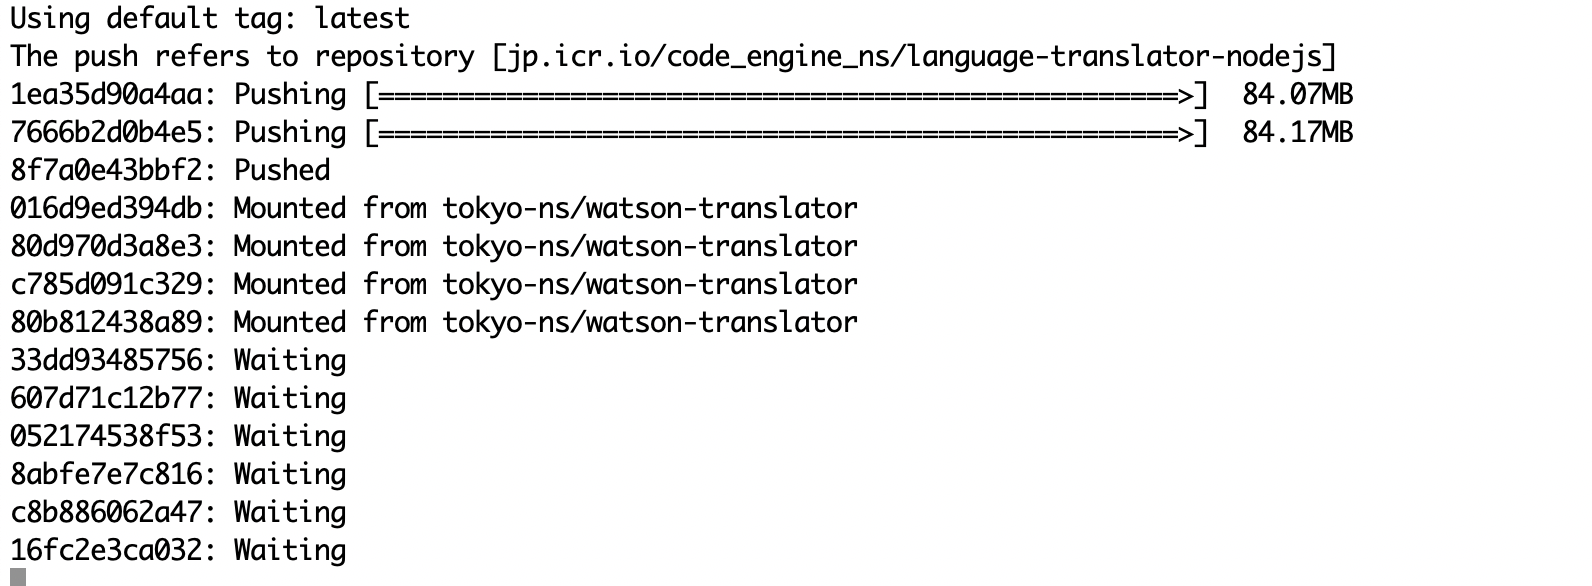 Using default tag: latest
The push refers to repository [jp.icr.io/code_engine_ns/language-translator-nodejs]
1ea35d90a4aa: Pushing [==================================================>]  84.07MB
7666b2d0b4e5: Pushing [==================================================>]  84.17MB
8f7a0e43bbf2: Pushed
016d9ed394db: Mounted from tokyo-ns/watson-translator
80d970d3a8e3: Mounted from tokyo-ns/watson-translator
c785d091c329: Mounted from tokyo-ns/watson-translator
80b812438a89: Mounted from tokyo-ns/watson-translator
33dd93485756: Waiting
607d71c12b77: Waiting
052174538f53: Waiting
8abfe7e7c816: Waiting
c8b886062a47: Waiting
16fc2e3ca032: Waiting